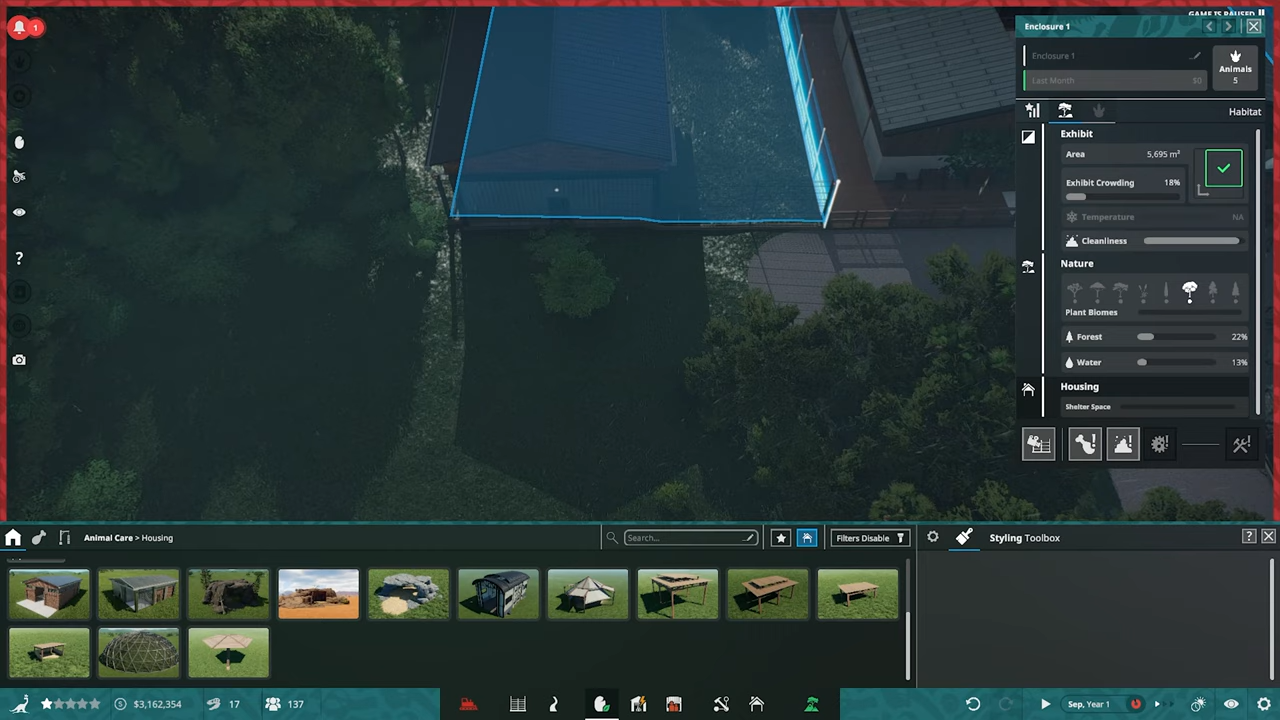 GAME IS PAUSED
1
Enclosure 1
Enclosure 1
Last Month $0
Animals
5
Habitat
Exhibit
Area 5,695 m²
Exhibit Crowding 18%
Temperature NA
Cleanliness
Nature
Plant Biomes
Forest 22%
Water 13%
Housing
Shelter Space
Animal Care > Housing
Search...
Filters Disable
Styling Toolbox
?
?
$3,162,354
17
137
Sep, Year 1